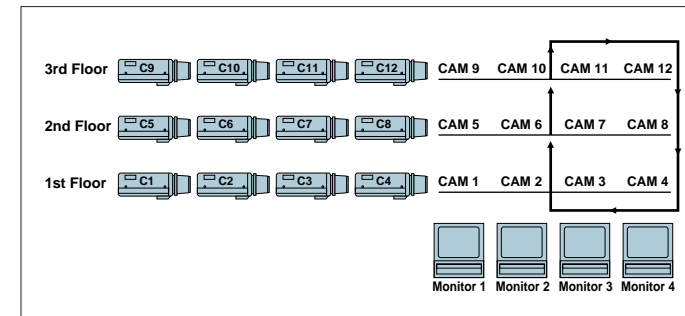 3rd Floor C9 C10 C11 C12 CAM 9 CAM 10 CAM 11 CAM 12
2nd Floor C5 C6 C7 C8 CAM 5 CAM 6 CAM 7 CAM 8
1st Floor C1 C2 C3 C4 CAM 1 CAM 2 CAM 3 CAM 4
Monitor 1 Monitor 2 Monitor 3 Monitor 4